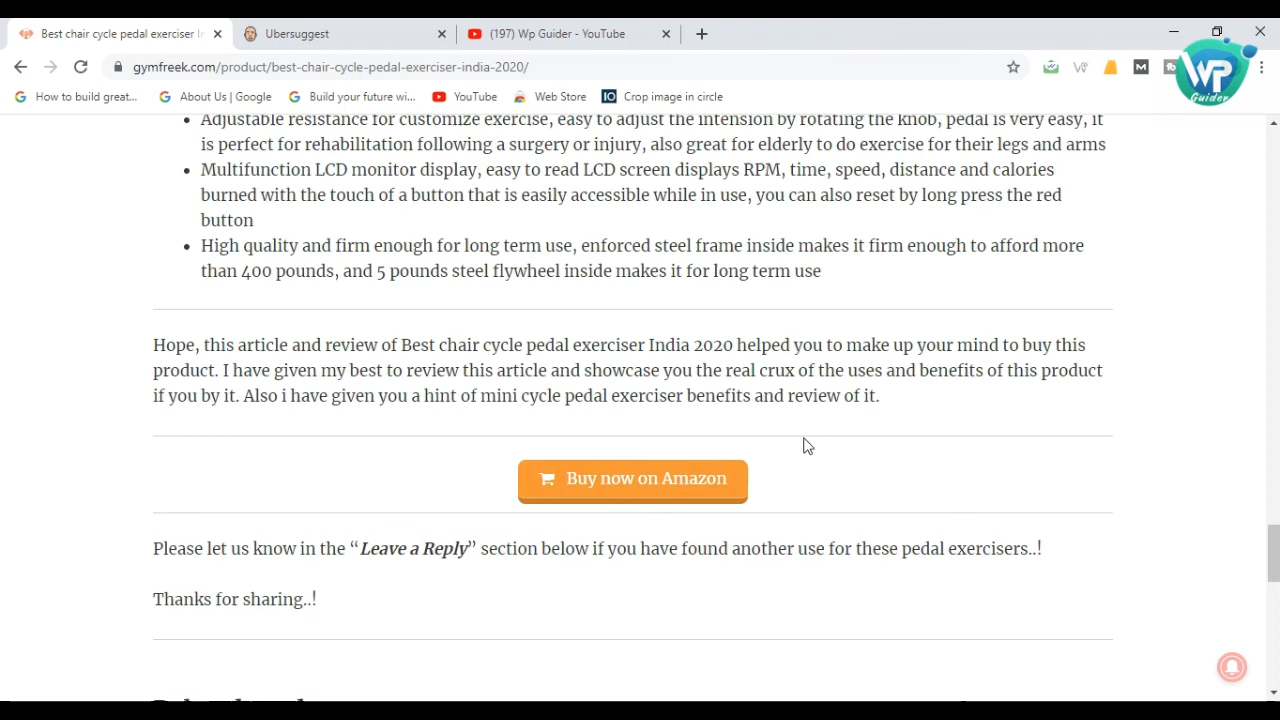 Best chair cycle pedal exerciser In
Ubersuggest
(197) Wp Guider - YouTube
gymfreek.com/product/best-chair-cycle-pedal-exerciser-india-2020/
WP
Guider
How to build great...
About Us | Google
Build your future wi...
YouTube
Web Store
IO
Crop image in circle
Adjustable resistance for customize exercise, easy to adjust the intension by rotating the knob, pedal is very easy, it
is perfect for rehabilitation following a surgery or injury, also great for elderly to do exercise for their legs and arms
Multifunction LCD monitor display, easy to read LCD screen displays RPM, time, speed, distance and calories
burned with the touch of a button that is easily accessible while in use, you can also reset by long press the red
button
High quality and firm enough for long term use, enforced steel frame inside makes it firm enough to afford more
than 400 pounds, and 5 pounds steel flywheel inside makes it for long term use
Hope, this article and review of Best chair cycle pedal exerciser India 2020 helped you to make up your mind to buy this
product. I have given my best to review this article and showcase you the real crux of the uses and benefits of this product
if you by it. Also i have given you a hint of mini cycle pedal exerciser benefits and review of it.
Buy now on Amazon
Please let us know in the “Leave a Reply” section below if you have found another use for these pedal exercisers..!
Thanks for sharing..!